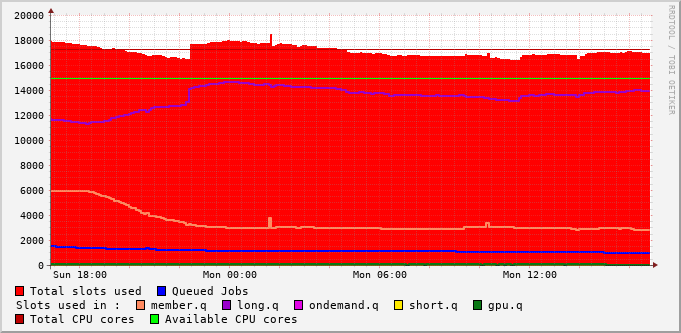 RRDTOOL / TOBI OETIKER
20000
18000
16000
14000
12000
10000
8000
6000
4000
2000
0
Sun 18:00 Mon 00:00 Mon 06:00 Mon 12:00
Total slots used Queued Jobs
Slots used in : member.q long.q ondemand.q short.q gpu.q
Total CPU cores Available CPU cores